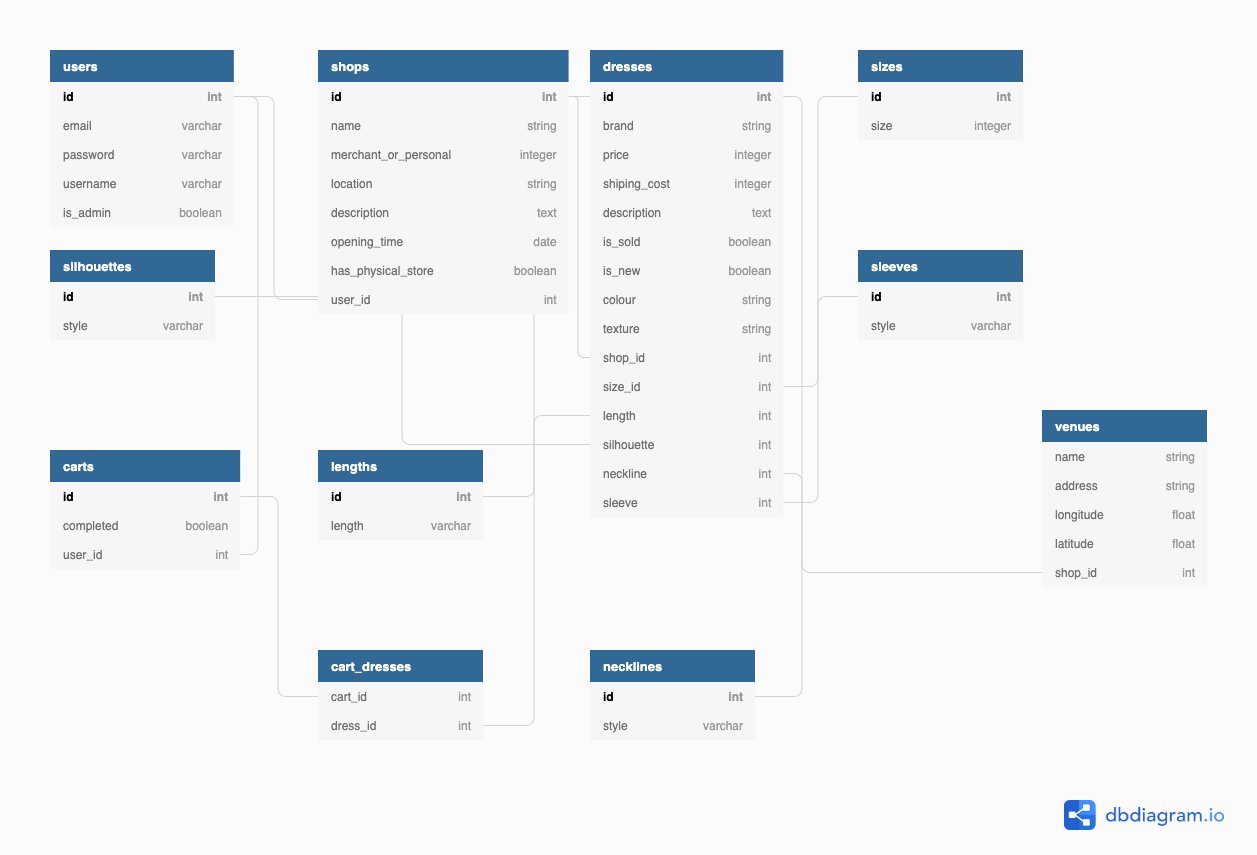 users
id int
email varchar
password varchar
username varchar
is_admin boolean
shops
id int
name string
merchant_or_personal integer
location string
description text
opening_time date
has_physical_store boolean
user_id int
dresses
id int
brand string
price integer
shiping_cost integer
description text
is_sold boolean
is_new boolean
colour string
texture string
shop_id int
size_id int
length int
silhouette int
neckline int
sleeve int
sizes
id int
size integer
silhouettes
id int
style varchar
sleeves
id int
style varchar
venues
name string
address string
longitude float
latitude float
shop_id int
carts
id int
completed boolean
user_id int
lengths
id int
length varchar
cart_dresses
cart_id int
dress_id int
necklines
id int
style varchar
dbdiagram.io